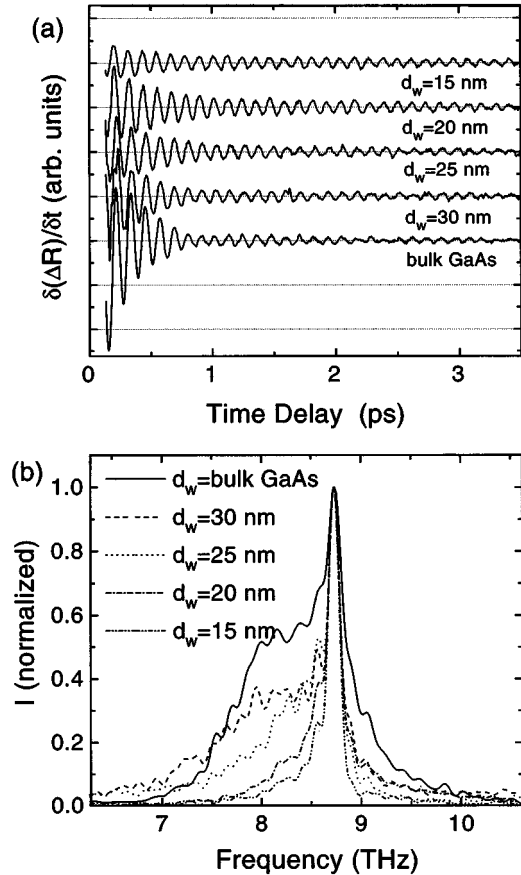 (a)
δ(ΔR)/δt (arb. units)
d_w=15 nm
d_w=20 nm
d_w=25 nm
d_w=30 nm
bulk GaAs
0 1 2 3
Time Delay (ps)
(b)
I (normalized)
1.0
0.8
0.6
0.4
0.2
0.0
d_w=bulk GaAs
d_w=30 nm
d_w=25 nm
d_w=20 nm
d_w=15 nm
7 8 9 10
Frequency (THz)